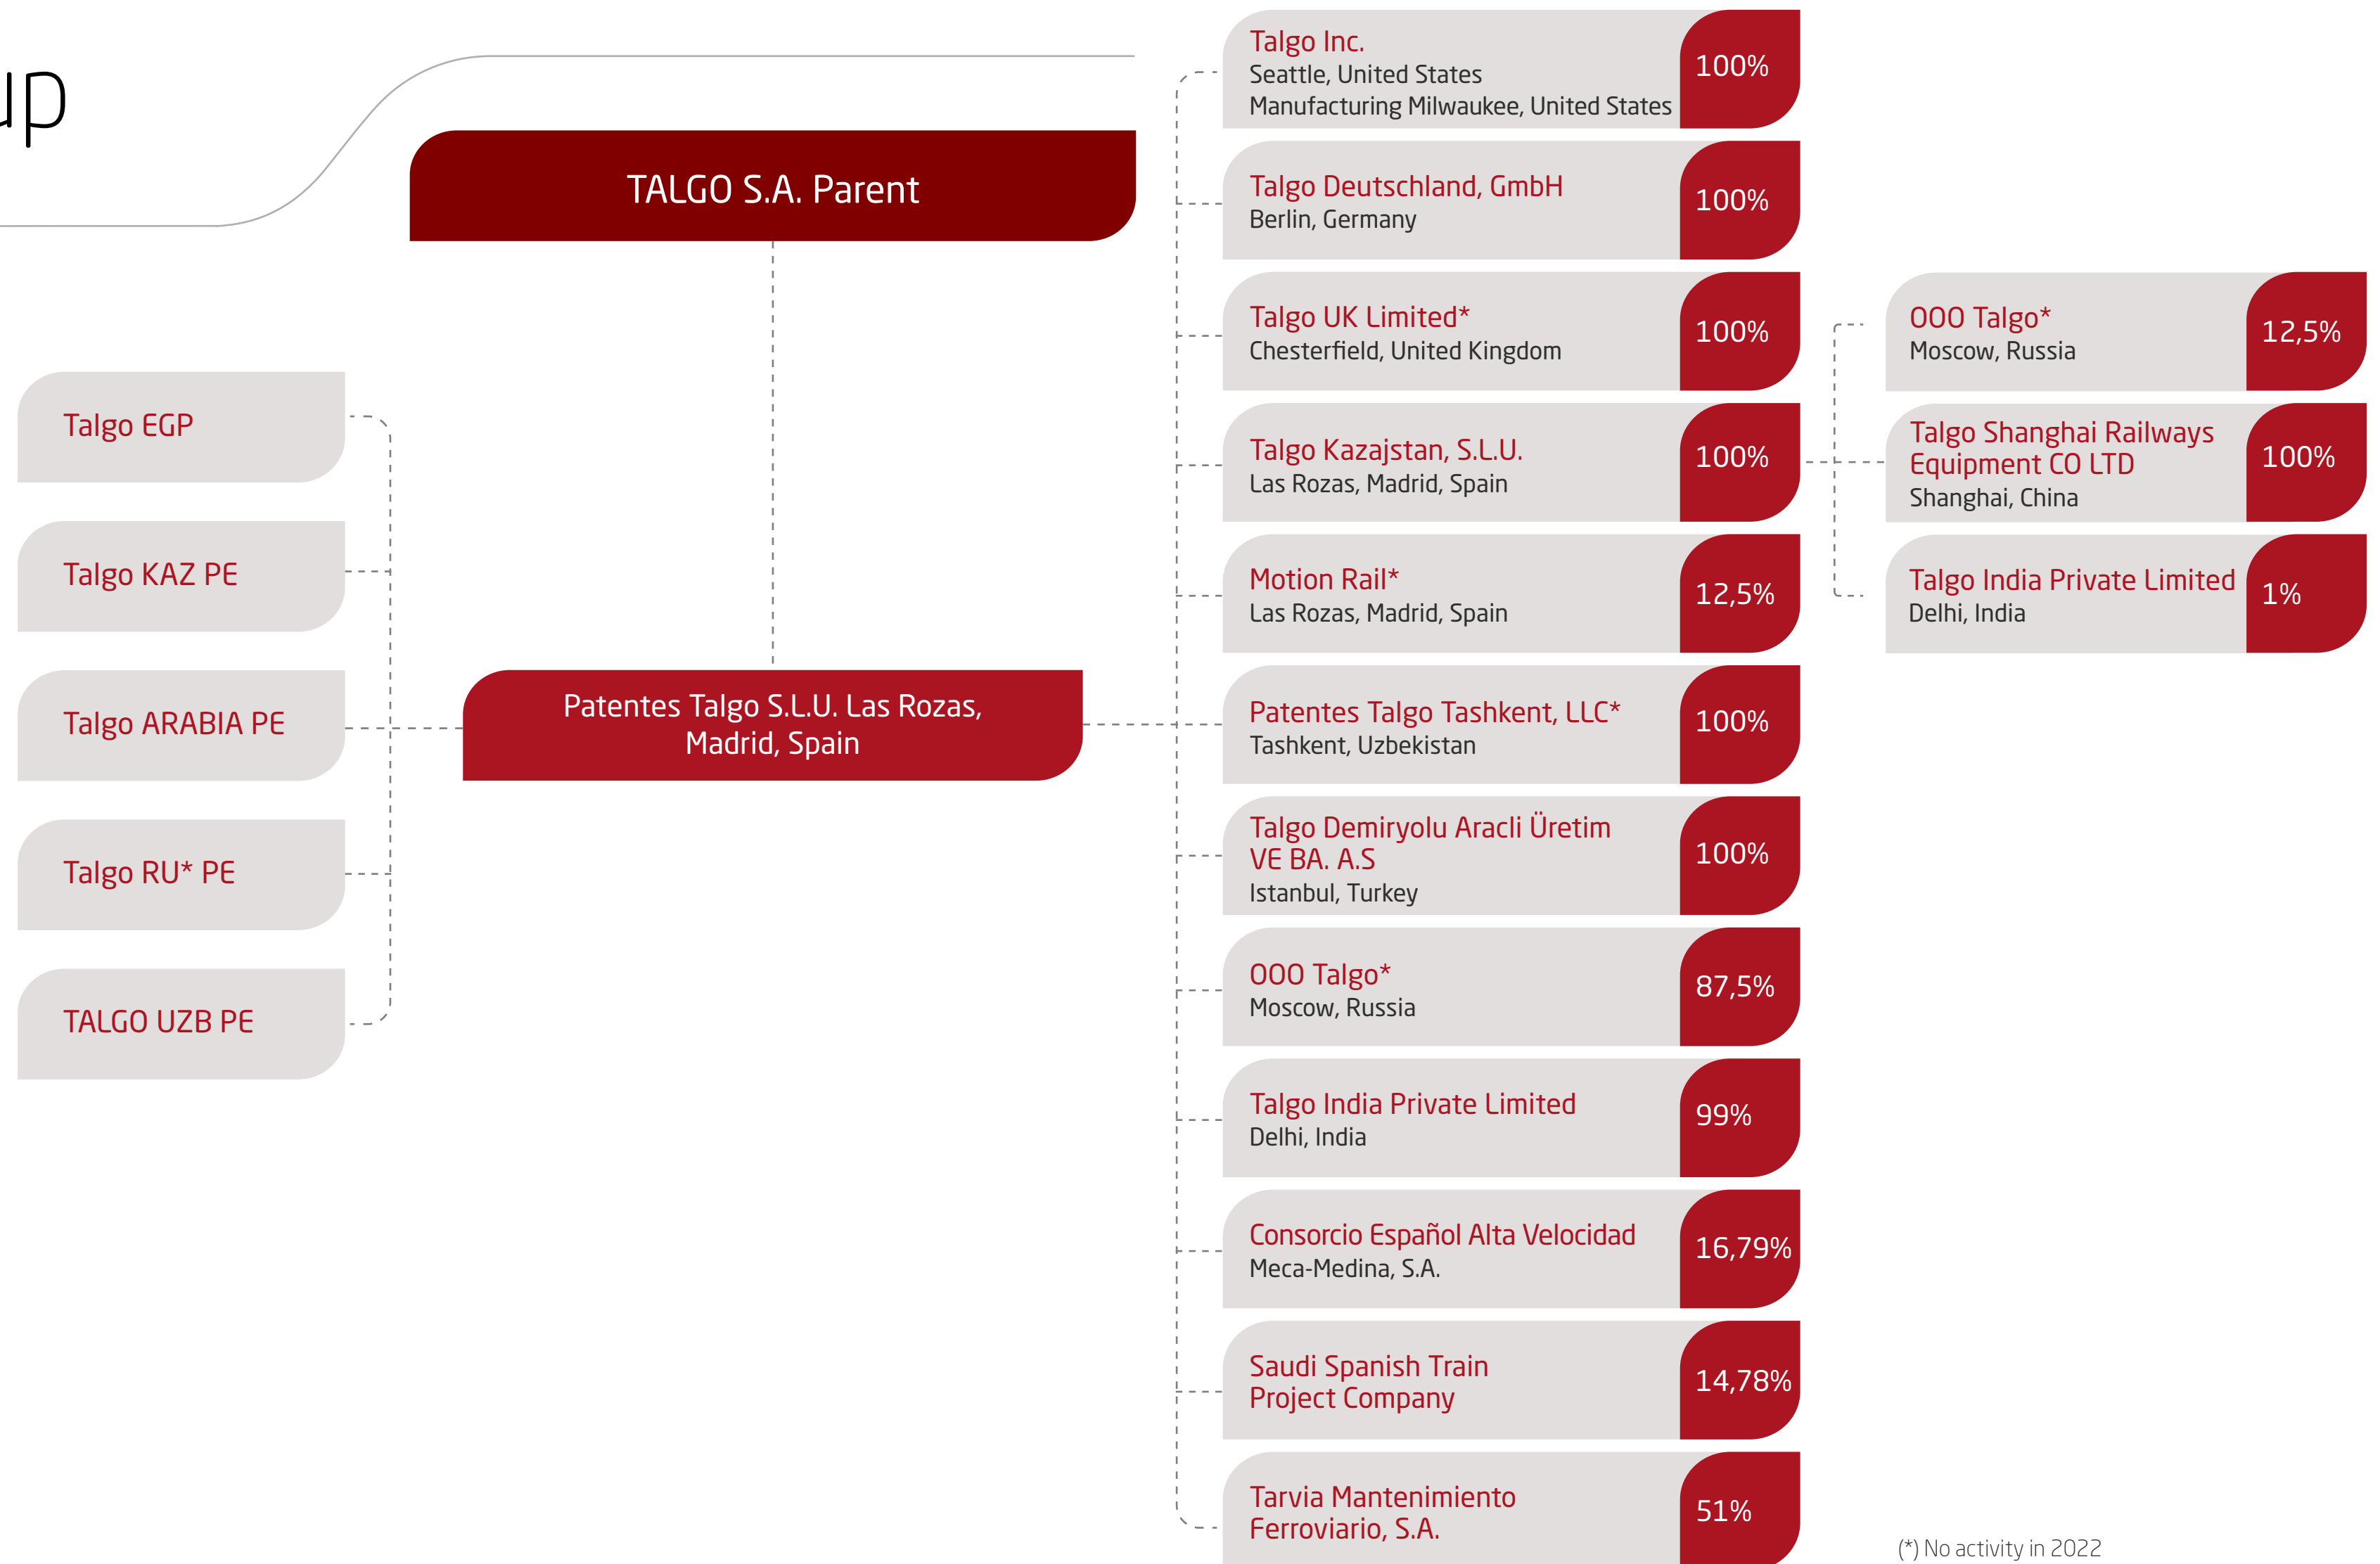 TALGO S.A. Parent
Talgo EGP
Talgo KAZ PE
Talgo ARABIA PE
Talgo RU* PE
TALGO UZB PE
Patentes Talgo S.L.U. Las Rozas,
Madrid, Spain
Talgo Inc.
Seattle, United States
Manufacturing Milwaukee, United States
100%
Talgo Deutschland, GmbH
Berlin, Germany
100%
Talgo UK Limited*
Chesterfield, United Kingdom
100%
Talgo Kazajstan, S.L.U.
Las Rozas, Madrid, Spain
100%
Motion Rail*
Las Rozas, Madrid, Spain
12,5%
Patentes Talgo Tashkent, LLC*
Tashkent, Uzbekistan
100%
Talgo Demiryolu Aracli Üretim
VE BA. A.S
Istanbul, Turkey
100%
OOO Talgo*
Moscow, Russia
87,5%
Talgo India Private Limited
Delhi, India
99%
Consorcio Español Alta Velocidad
Meca-Medina, S.A.
16,79%
Saudi Spanish Train
Project Company
14,78%
Tarvia Mantenimiento
Ferroviario, S.A.
51%
OOO Talgo*
Moscow, Russia
12,5%
Talgo Shanghai Railways
Equipment CO LTD
Shanghai, China
100%
Talgo India Private Limited
Delhi, India
1%
(*) No activity in 2022